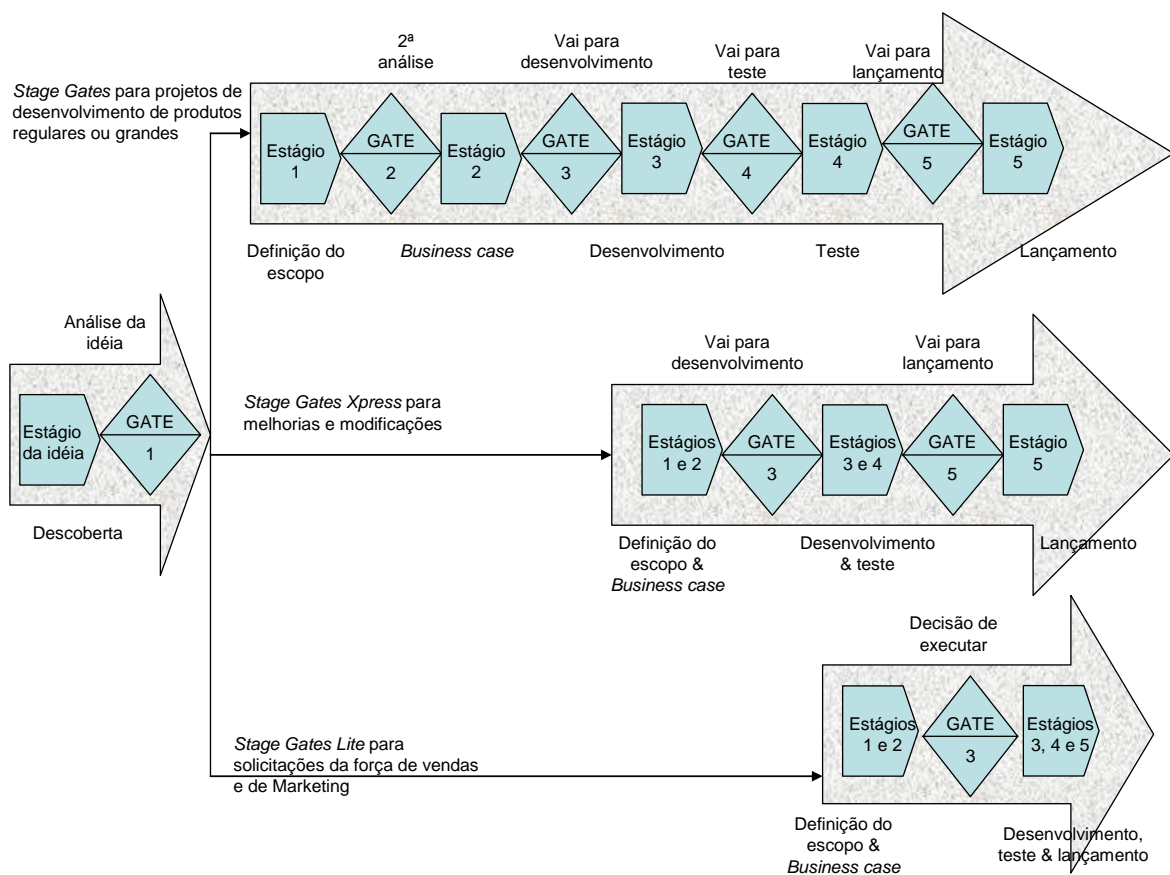 2ª
análise
Vai para
desenvolvimento
Vai para
teste
Vai para
lançamento
Stage Gates para projetos de
desenvolvimento de produtos
regulares ou grandes
Estágio
1
GATE
2
Estágio
2
GATE
3
Estágio
3
GATE
4
Estágio
4
GATE
5
Estágio
5
Definição do
escopo
Business case
Desenvolvimento
Teste
Lançamento
Análise da
idéia
Estágio
da idéia
GATE
1
Descoberta
Stage Gates Xpress para
melhorias e modificações
Vai para
desenvolvimento
Vai para
lançamento
Estágios
1 e 2
GATE
3
Estágios
3 e 4
GATE
5
Estágio
5
Definição do
escopo &
Business case
Desenvolvimento
& teste
Lançamento
Stage Gates Lite para
solicitações da força de vendas
e de Marketing
Decisão de
executar
Estágios
1 e 2
GATE
3
Estágios
3, 4 e 5
Definição do
escopo &
Business case
Desenvolvimento,
teste & lançamento